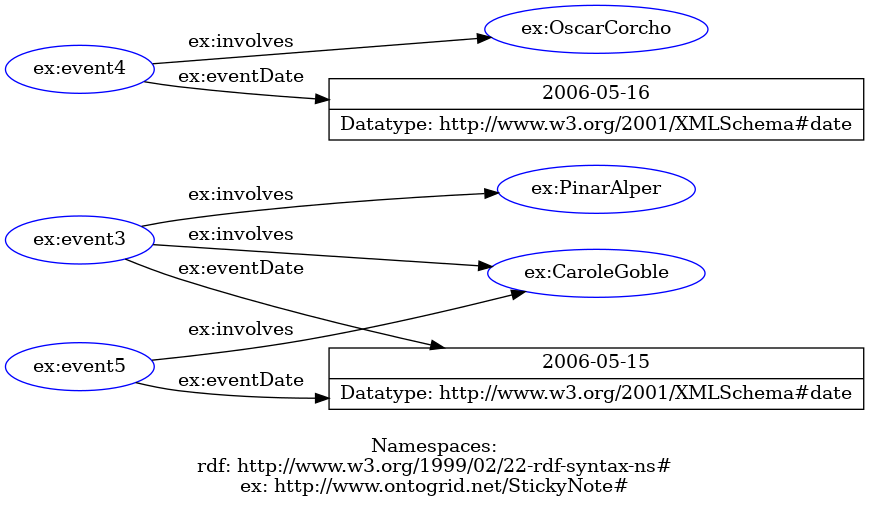 ex:event4
ex:involves
ex:OscarCorcho
ex:eventDate
2006-05-16
Datatype: http://www.w3.org/2001/XMLSchema#date
ex:event3
ex:involves
ex:PinarAlper
ex:involves
ex:CaroleGoble
ex:eventDate
ex:event5
ex:involves
ex:eventDate
2006-05-15
Datatype: http://www.w3.org/2001/XMLSchema#date
Namespaces:
rdf: http://www.w3.org/1999/02/22-rdf-syntax-ns#
ex: http://www.ontogrid.net/StickyNote#